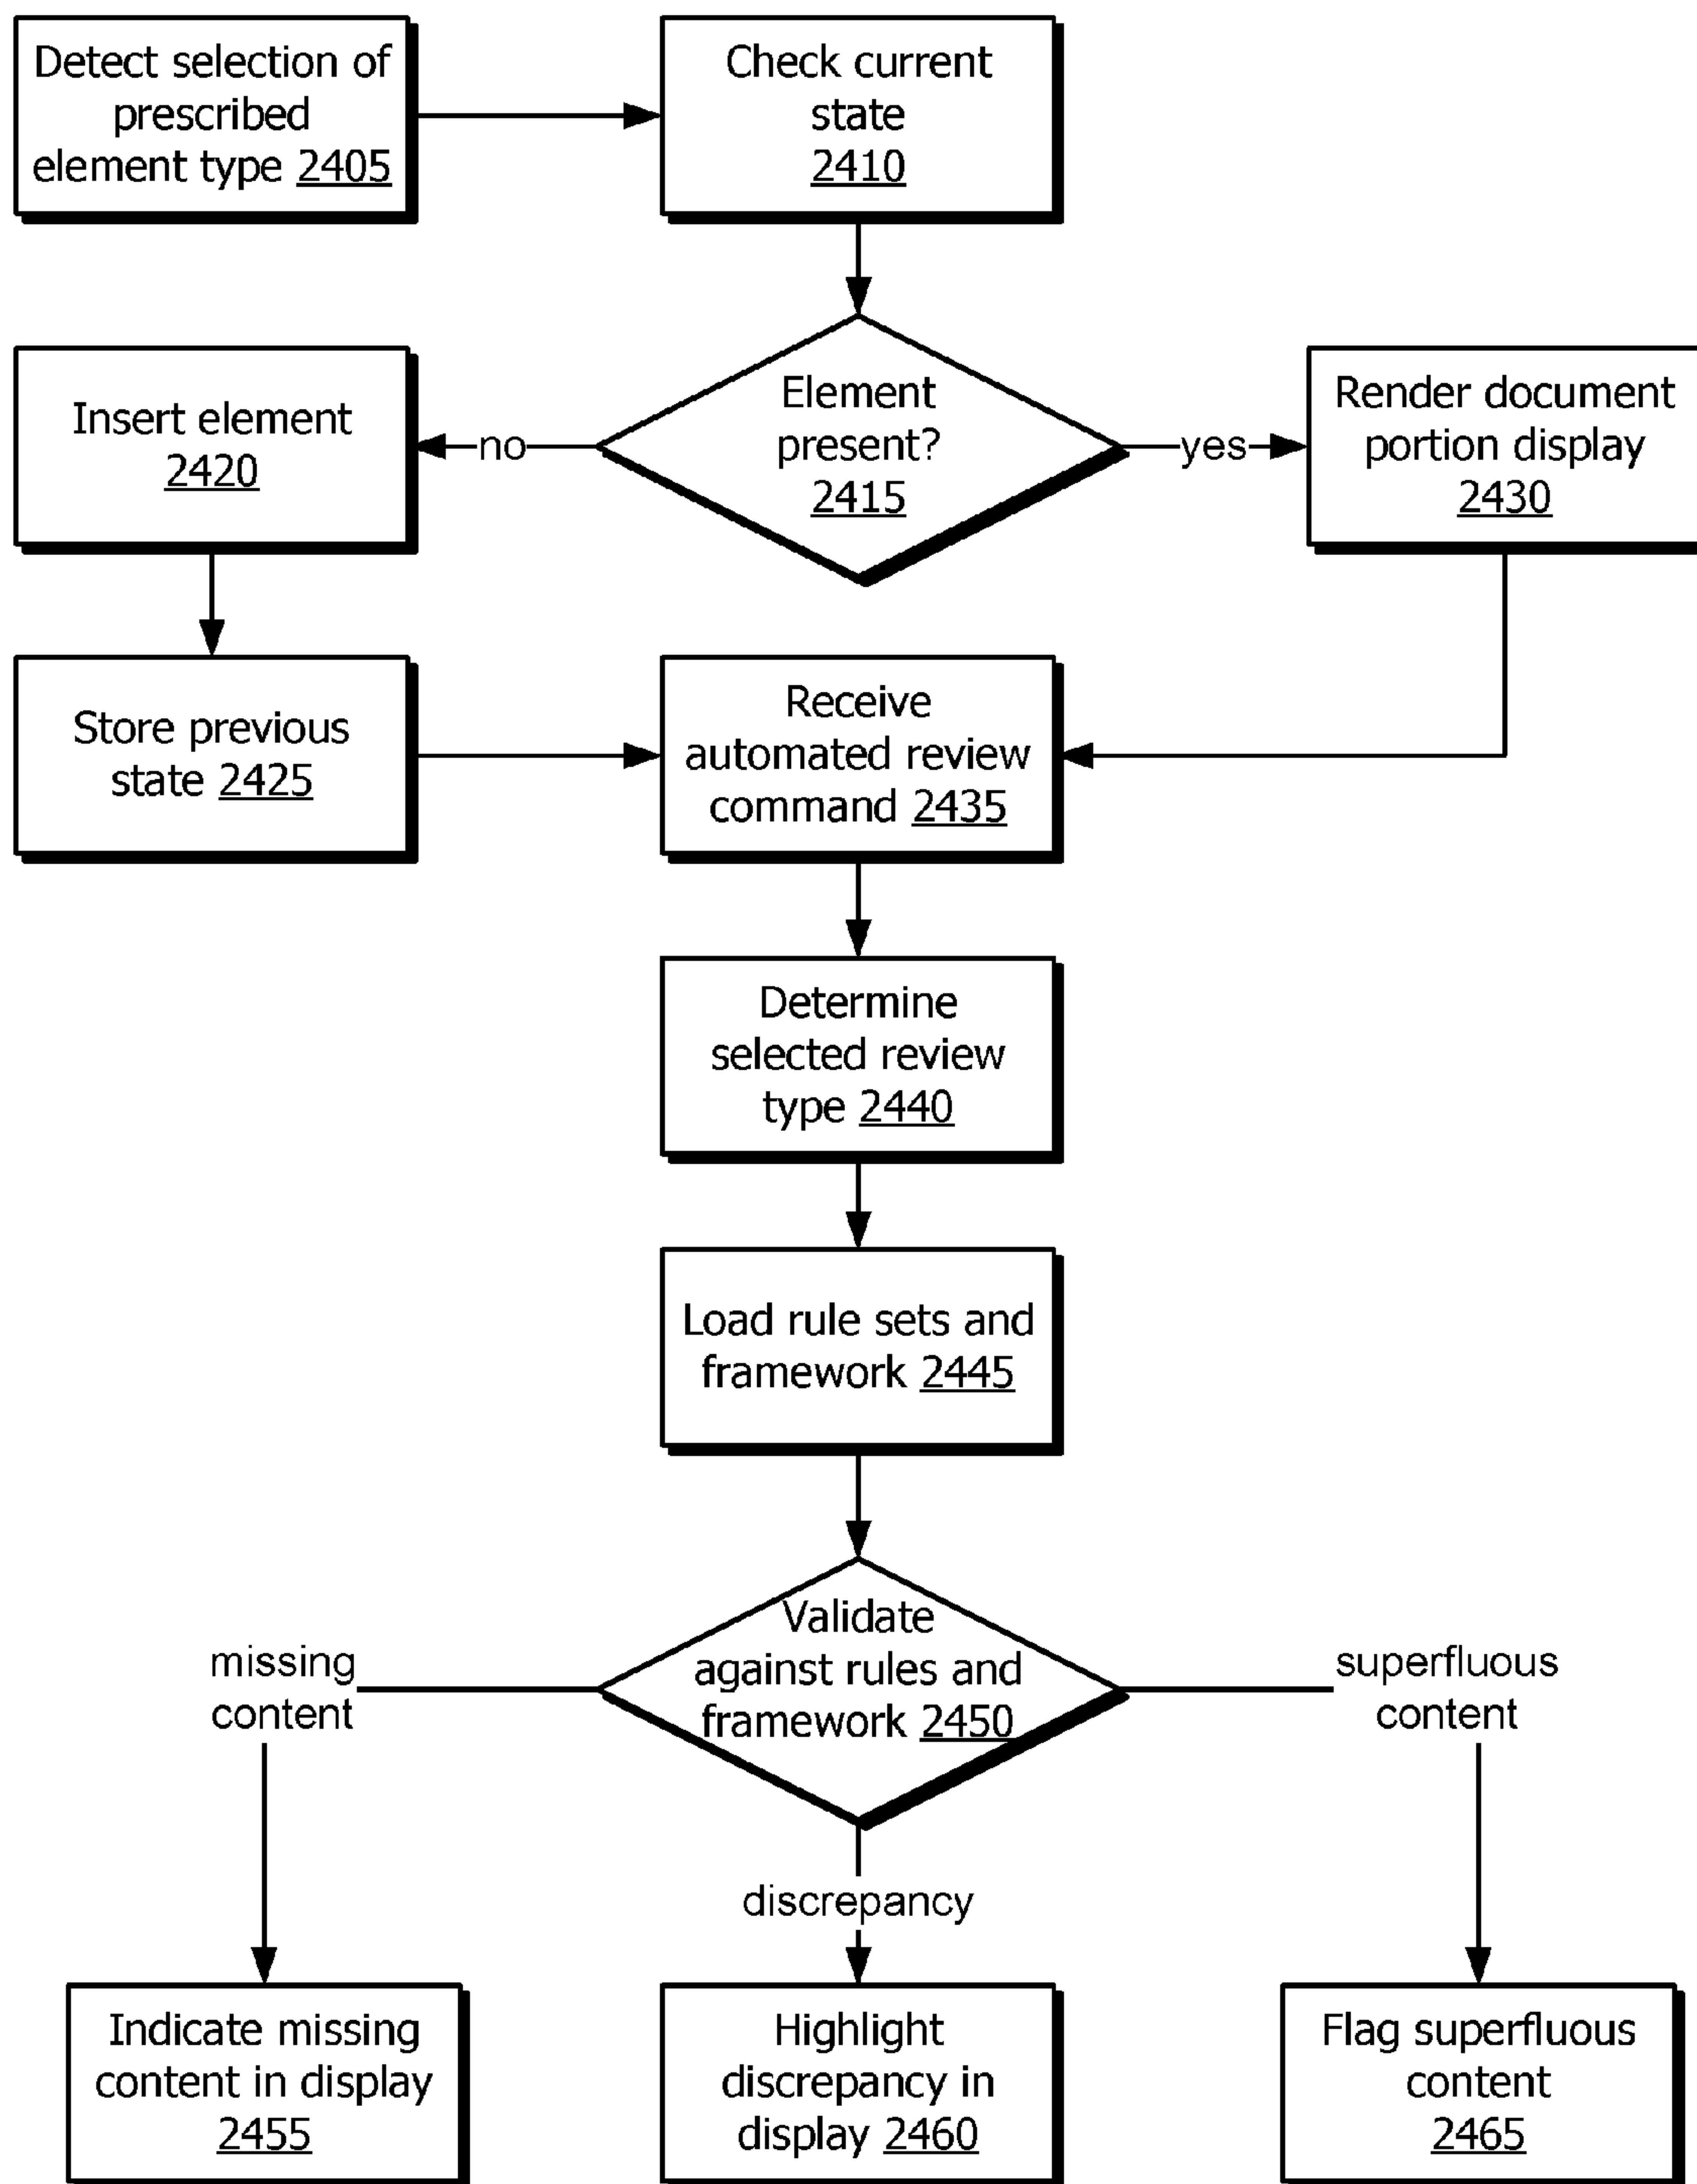 Detect selection of
prescribed
element type 2405
Check current
state
2410
Insert element
2420
no
Element
present?
2415
yes
Render document
portion display
2430
Store previous
state 2425
Receive
automated review
command 2435
Determine
selected review
type 2440
Load rule sets and
framework 2445
Validate
against rules and
framework 2450
missing
content
superfluous
content
discrepancy
Indicate missing
content in display
2455
Highlight
discrepancy in
display 2460
Flag superfluous
content
2465